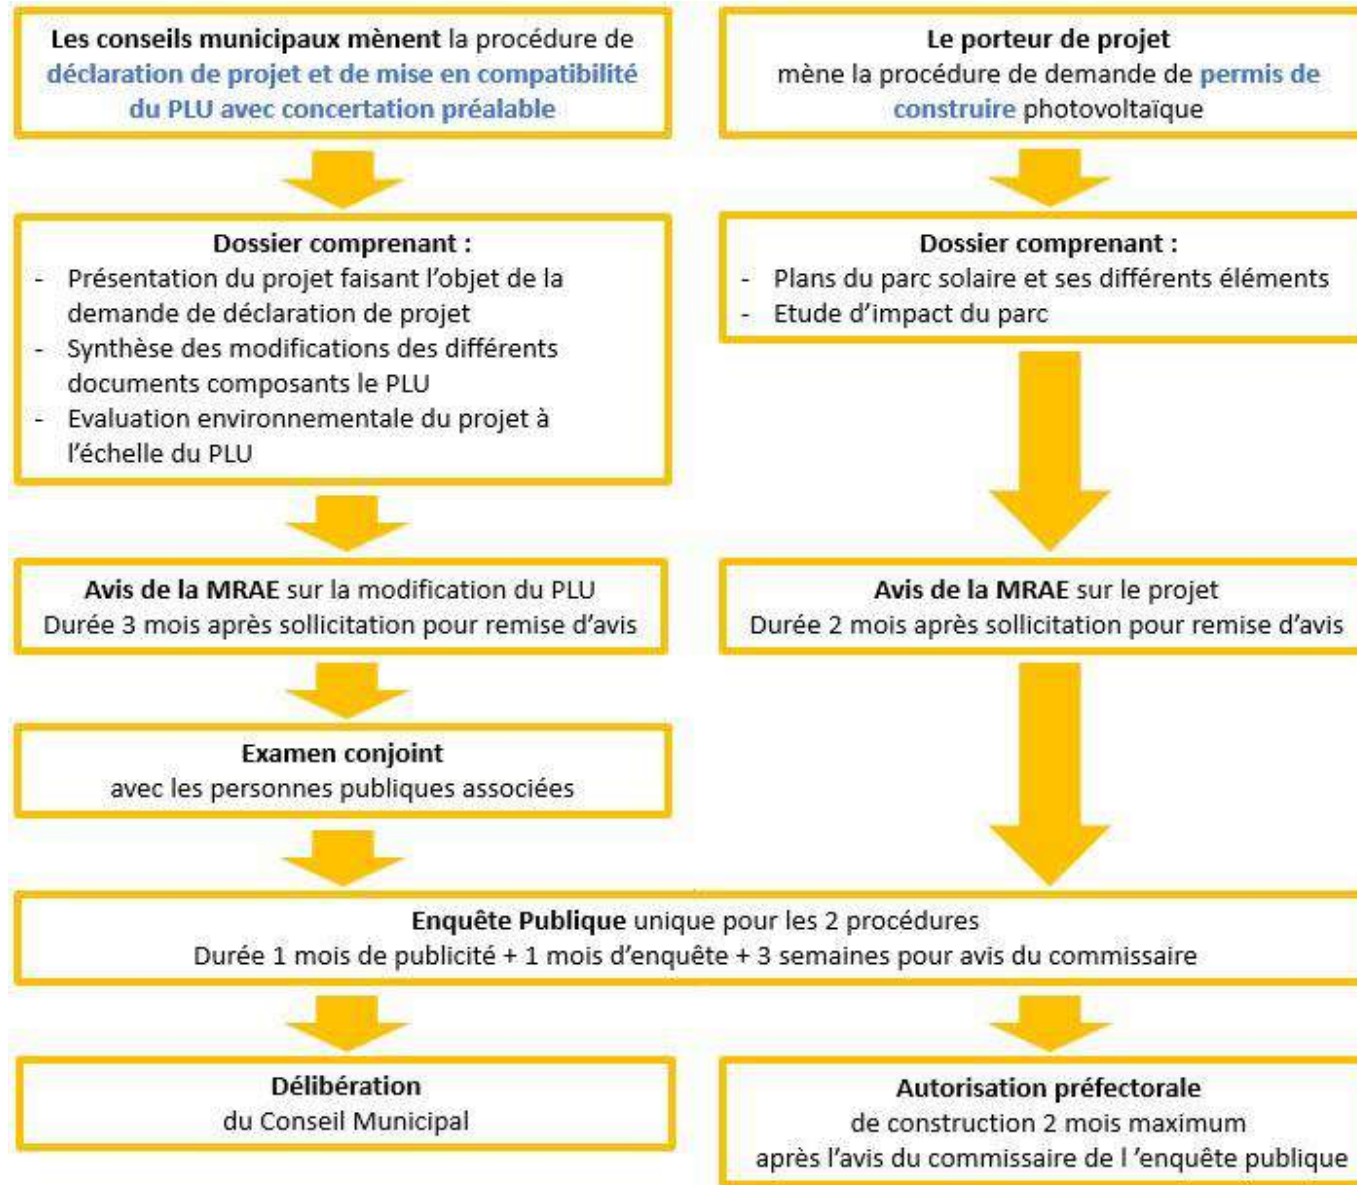 Les conseils municipaux mènent la procédure de
déclaration de projet et de mise en compatibilité
du PLU avec concertation préalable
Le porteur de projet
mène la procédure de demande de permis de
construire photovoltaïque
Dossier comprenant :
- Présentation du projet faisant l'objet de la
demande de déclaration de projet
- Synthèse des modifications des différents
documents composants le PLU
- Evaluation environnementale du projet à
l'échelle du PLU
Dossier comprenant :
- Plans du parc solaire et ses différents éléments
- Etude d'impact du parc
Avis de la MRAE sur la modification du PLU
Durée 3 mois après sollicitation pour remise d'avis
Avis de la MRAE sur le projet
Durée 2 mois après sollicitation pour remise d'avis
Examen conjoint
avec les personnes publiques associées
Enquête Publique unique pour les 2 procédures
Durée 1 mois de publicité + 1 mois d'enquête + 3 semaines pour avis du commissaire
Délibération
du Conseil Municipal
Autorisation préfectorale
de construction 2 mois maximum
après l'avis du commissaire de l 'enquête publique